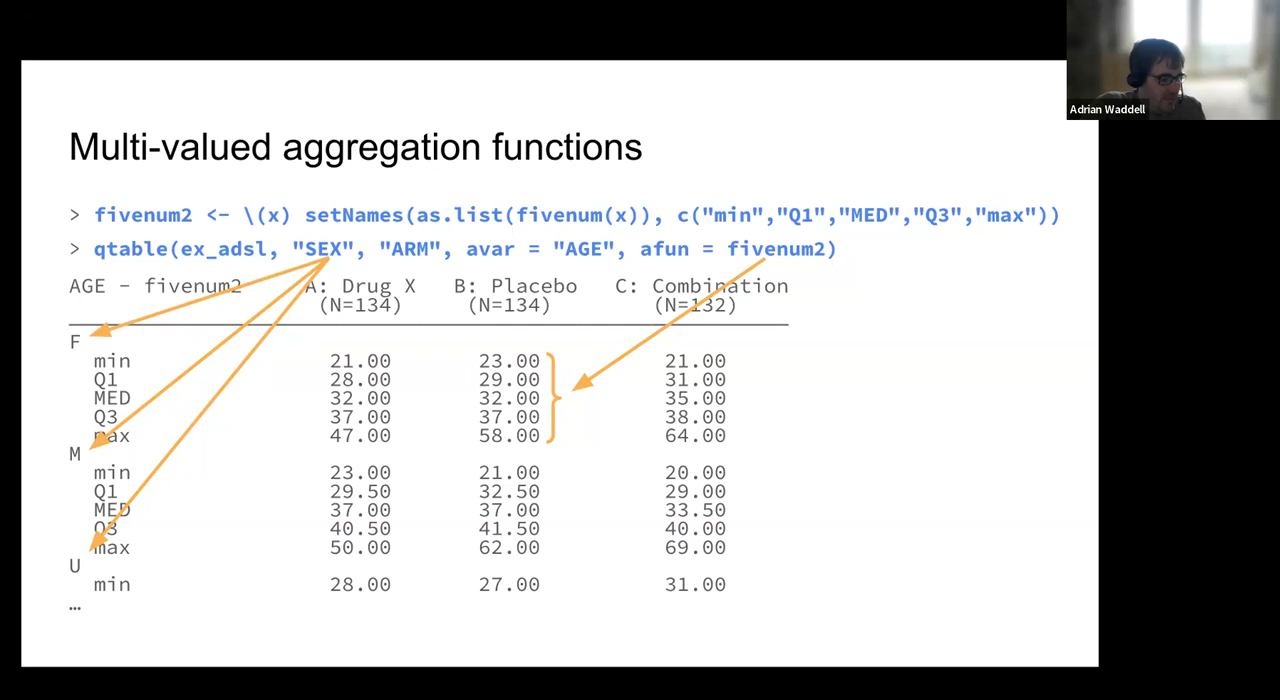 Adrian Waddell
Multi-valued aggregation functions
> fivenum2 <- \(x) setNames(as.list(fivenum(x)), c("min","Q1","MED","Q3","max"))
> qtable(ex_adsl, "SEX", "ARM", avar = "AGE", afun = fivenum2)
AGE - fivenum2 A: Drug X B: Placebo C: Combination
(N=134) (N=134) (N=132)
F
min 21.00 23.00 21.00
Q1 28.00 29.00 31.00
MED 32.00 32.00 35.00
Q3 37.00 37.00 38.00
max 47.00 58.00 64.00
M
min 23.00 21.00 20.00
Q1 29.50 32.50 29.00
MED 37.00 37.00 33.50
Q3 40.50 41.50 40.00
max 50.00 62.00 69.00
U
min 28.00 27.00 31.00
…